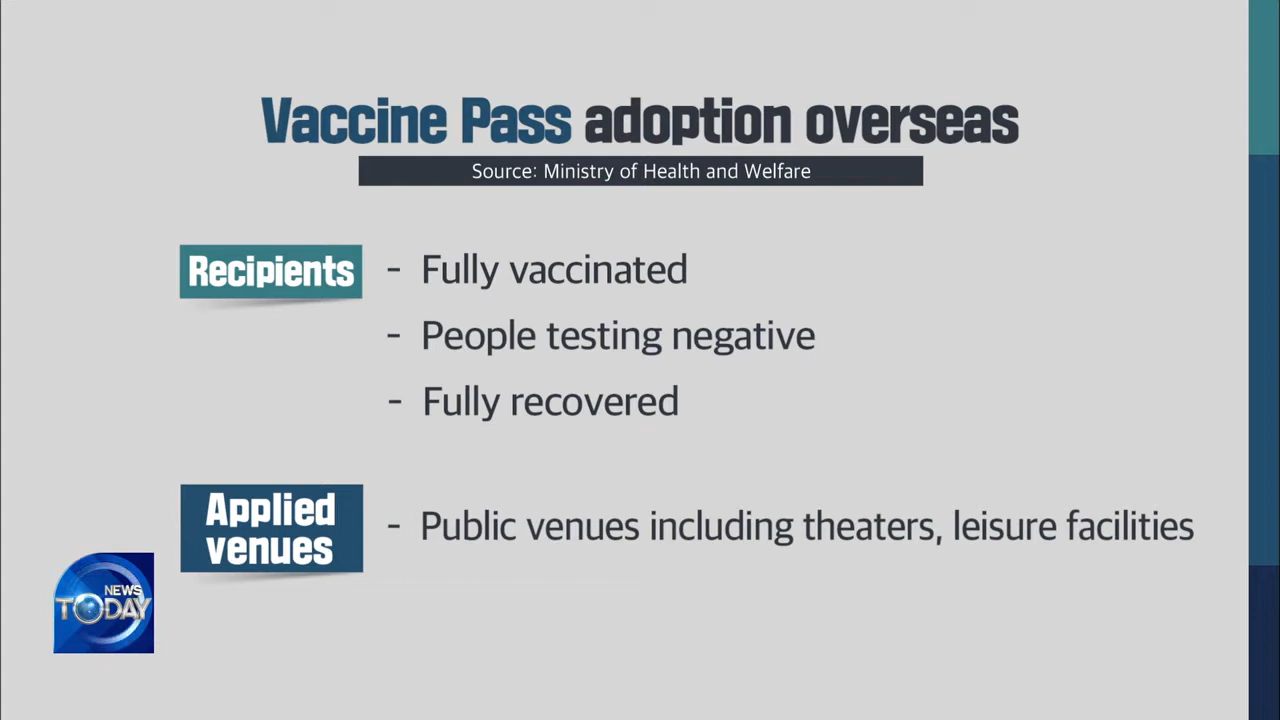 Vaccine Pass adoption overseas
Source: Ministry of Health and Welfare
Recipients
- Fully vaccinated
- People testing negative
- Fully recovered
Applied
venues
- Public venues including theaters, leisure facilities
NEWS
TODAY